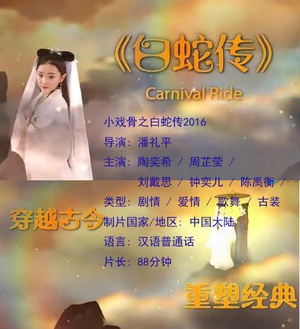 《白蛇传》
Carnival Ride
小戏骨之白蛇传2016
导演：潘礼平
主演：陶奕希 / 周芷莹 /
刘戴思 / 钟奕儿 / 陈禹衡 /
类型：剧情 / 爱情 / 歌舞 / 古装
制片国家/地区：中国大陆
语言：汉语普通话
片长：88分钟
穿越古今
重塑经典